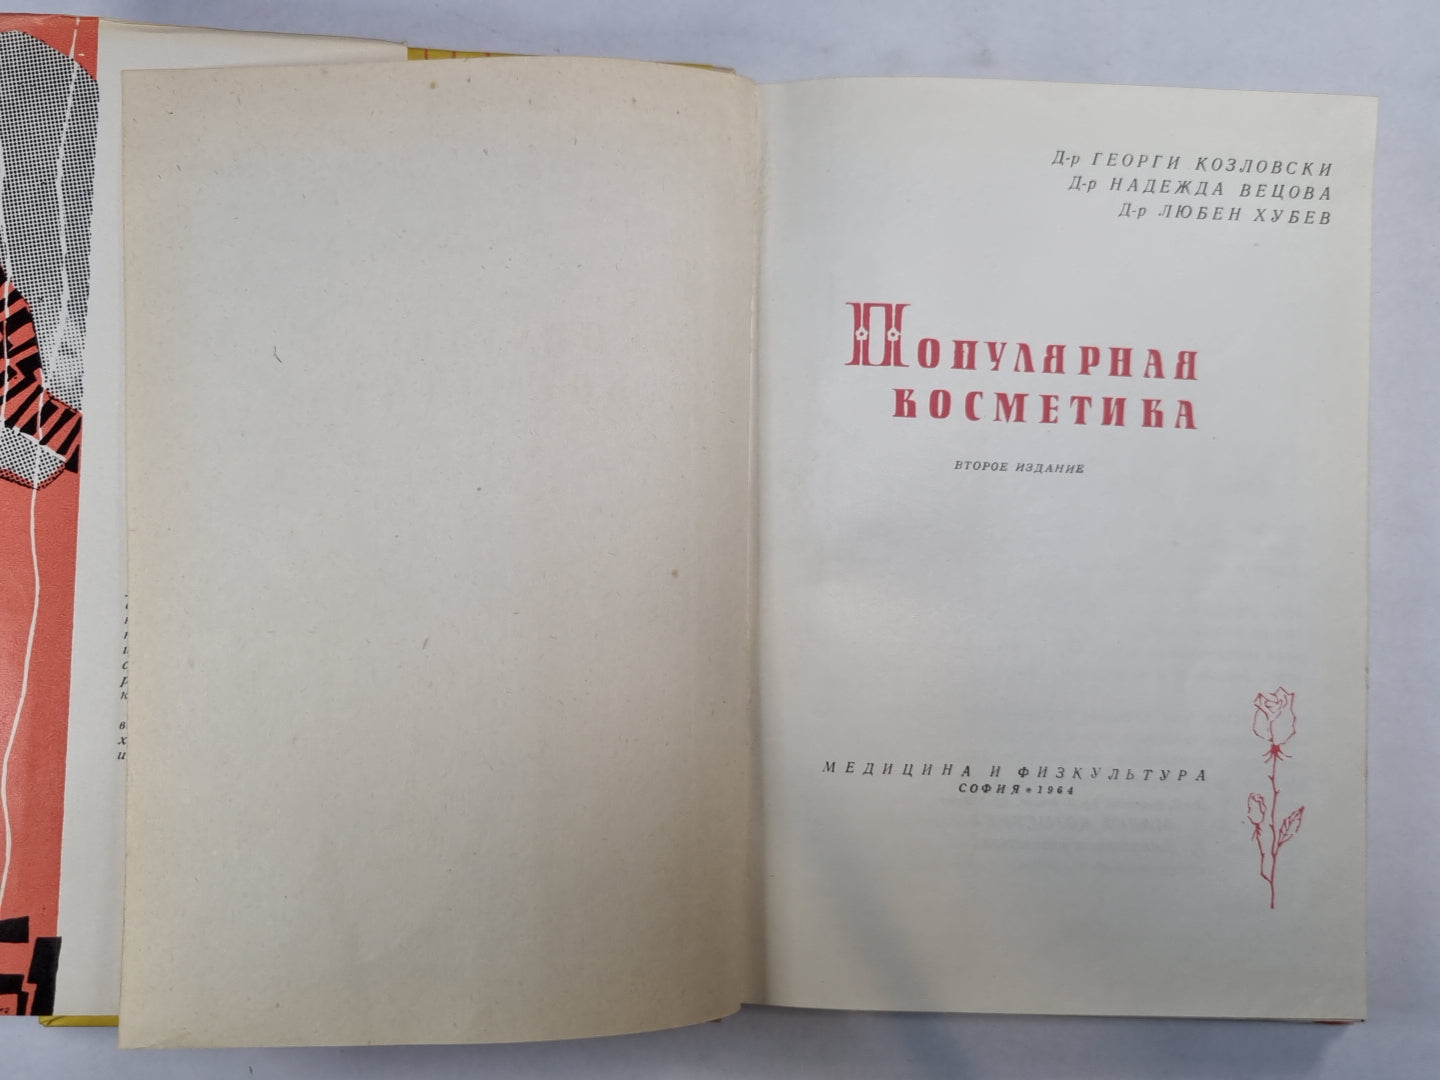 Д-р ГЕОРГИ КОЗЛОВСКИ
Д-р НАДЕЖДА ВЕЦОВА
Д-р ЛЮБЕН ХУБЕВ
ПОПУЛЯРНАЯ
КОСМЕТИКА
ВТОРОЕ ИЗДАНИЕ
МЕДИЦИНА И ФИЗКУЛЬТУРА
СОФИЯ * 1964